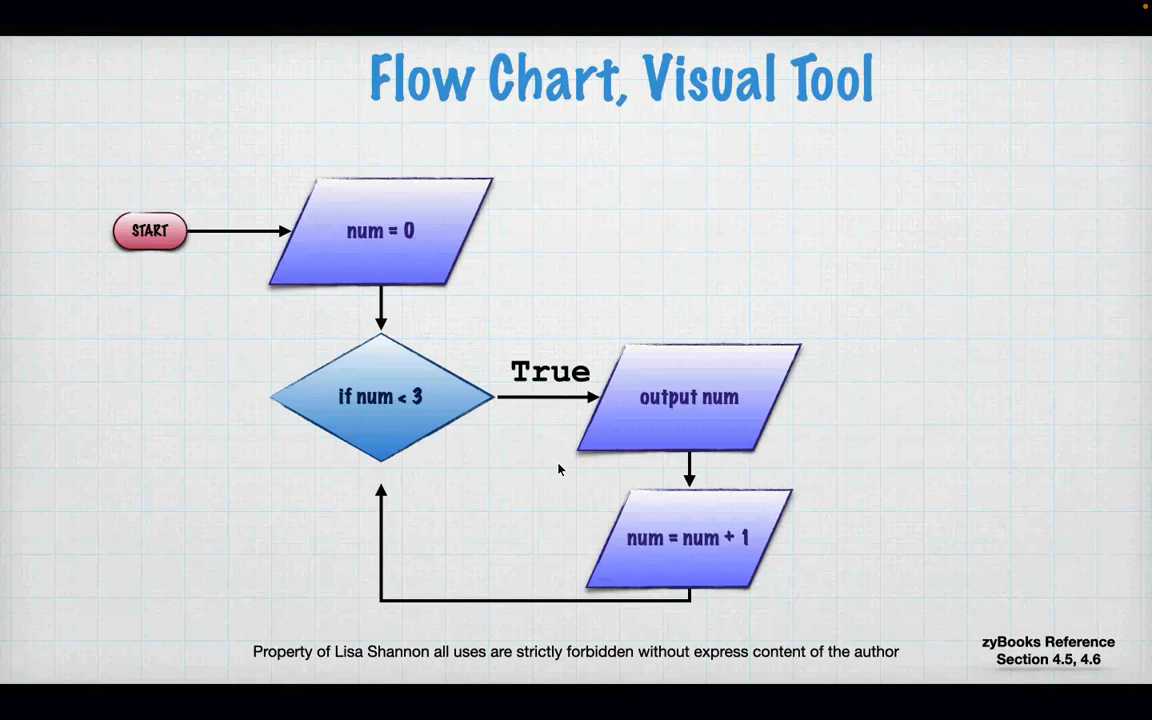 Flow Chart, Visual Tool
START
num = 0
if num < 3
True
output num
num = num + 1
Property of Lisa Shannon all uses are strictly forbidden without express content of the author
zyBooks Reference
Section 4.5, 4.6